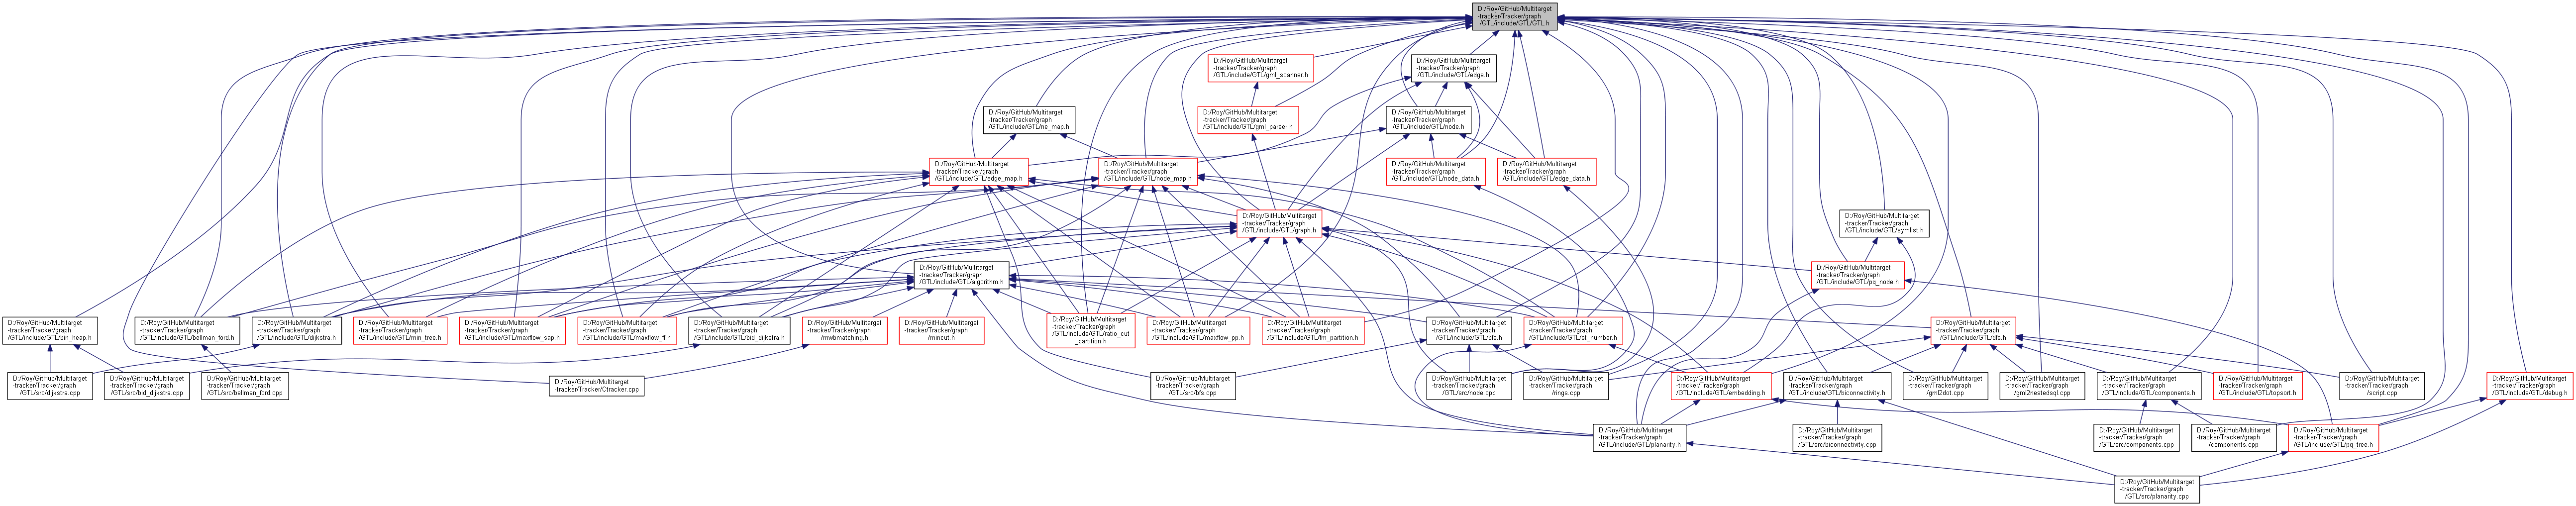 D:/Roy/GitHub/Multitarget
-tracker/Tracker/graph
/GTL/include/GTL/GTL.h
D:/Roy/GitHub/Multitarget
-tracker/Tracker/graph
/GTL/include/GTL/gml_scanner.h
D:/Roy/GitHub/Multitarget
-tracker/Tracker/graph
/GTL/include/GTL/edge.h
D:/Roy/GitHub/Multitarget
-tracker/Tracker/graph
/GTL/include/GTL/ne_map.h
D:/Roy/GitHub/Multitarget
-tracker/Tracker/graph
/GTL/include/GTL/gml_parser.h
D:/Roy/GitHub/Multitarget
-tracker/Tracker/graph
/GTL/include/GTL/node.h
D:/Roy/GitHub/Multitarget
-tracker/Tracker/graph
/GTL/include/GTL/edge_map.h
D:/Roy/GitHub/Multitarget
-tracker/Tracker/graph
/GTL/include/GTL/node_map.h
D:/Roy/GitHub/Multitarget
-tracker/Tracker/graph
/GTL/include/GTL/node_data.h
D:/Roy/GitHub/Multitarget
-tracker/Tracker/graph
/GTL/include/GTL/edge_data.h
D:/Roy/GitHub/Multitarget
-tracker/Tracker/graph
/GTL/include/GTL/graph.h
D:/Roy/GitHub/Multitarget
-tracker/Tracker/graph
/GTL/include/GTL/symlist.h
D:/Roy/GitHub/Multitarget
-tracker/Tracker/graph
/GTL/include/GTL/algorithm.h
D:/Roy/GitHub/Multitarget
-tracker/Tracker/graph
/GTL/include/GTL/pq_node.h
D:/Roy/GitHub/Multitarget
-tracker/Tracker/graph
/GTL/include/GTL/bin_heap.h
D:/Roy/GitHub/Multitarget
-tracker/Tracker/graph
/GTL/include/GTL/bellman_ford.h
D:/Roy/GitHub/Multitarget
-tracker/Tracker/graph
/GTL/include/GTL/dijkstra.h
D:/Roy/GitHub/Multitarget
-tracker/Tracker/graph
/GTL/include/GTL/min_tree.h
D:/Roy/GitHub/Multitarget
-tracker/Tracker/graph
/GTL/include/GTL/maxflow_sap.h
D:/Roy/GitHub/Multitarget
-tracker/Tracker/graph
/GTL/include/GTL/maxflow_ff.h
D:/Roy/GitHub/Multitarget
-tracker/Tracker/graph
/GTL/include/GTL/bid_dijkstra.h
D:/Roy/GitHub/Multitarget
-tracker/Tracker/graph
/mwbmatching.h
D:/Roy/GitHub/Multitarget
-tracker/Tracker/graph
/mincut.h
D:/Roy/GitHub/Multitarget
-tracker/Tracker/graph
/GTL/include/GTL/ratio_cut
_partition.h
D:/Roy/GitHub/Multitarget
-tracker/Tracker/graph
/GTL/include/GTL/maxflow_pp.h
D:/Roy/GitHub/Multitarget
-tracker/Tracker/graph
/GTL/include/GTL/fm_partition.h
D:/Roy/GitHub/Multitarget
-tracker/Tracker/graph
/GTL/include/GTL/bfs.h
D:/Roy/GitHub/Multitarget
-tracker/Tracker/graph
/GTL/include/GTL/st_number.h
D:/Roy/GitHub/Multitarget
-tracker/Tracker/graph
/GTL/include/GTL/dfs.h
D:/Roy/GitHub/Multitarget
-tracker/Tracker/graph
/GTL/src/dijkstra.cpp
D:/Roy/GitHub/Multitarget
-tracker/Tracker/graph
/GTL/src/bid_dijkstra.cpp
D:/Roy/GitHub/Multitarget
-tracker/Tracker/graph
/GTL/src/bellman_ford.cpp
D:/Roy/GitHub/Multitarget
-tracker/Tracker/Ctracker.cpp
D:/Roy/GitHub/Multitarget
-tracker/Tracker/graph
/GTL/src/bfs.cpp
D:/Roy/GitHub/Multitarget
-tracker/Tracker/graph
/GTL/src/node.cpp
D:/Roy/GitHub/Multitarget
-tracker/Tracker/graph
/rings.cpp
D:/Roy/GitHub/Multitarget
-tracker/Tracker/graph
/GTL/include/GTL/embedding.h
D:/Roy/GitHub/Multitarget
-tracker/Tracker/graph
/GTL/include/GTL/biconnectivity.h
D:/Roy/GitHub/Multitarget
-tracker/Tracker/graph
/gml2dot.cpp
D:/Roy/GitHub/Multitarget
-tracker/Tracker/graph
/gml2nestedsql.cpp
D:/Roy/GitHub/Multitarget
-tracker/Tracker/graph
/GTL/include/GTL/components.h
D:/Roy/GitHub/Multitarget
-tracker/Tracker/graph
/GTL/include/GTL/topsort.h
D:/Roy/GitHub/Multitarget
-tracker/Tracker/graph
/script.cpp
D:/Roy/GitHub/Multitarget
-tracker/Tracker/graph
/GTL/include/GTL/debug.h
D:/Roy/GitHub/Multitarget
-tracker/Tracker/graph
/GTL/include/GTL/planarity.h
D:/Roy/GitHub/Multitarget
-tracker/Tracker/graph
/GTL/src/biconnectivity.cpp
D:/Roy/GitHub/Multitarget
-tracker/Tracker/graph
/GTL/src/components.cpp
D:/Roy/GitHub/Multitarget
-tracker/Tracker/graph
/components.cpp
D:/Roy/GitHub/Multitarget
-tracker/Tracker/graph
/GTL/include/GTL/pq_tree.h
D:/Roy/GitHub/Multitarget
-tracker/Tracker/graph
/GTL/src/planarity.cpp